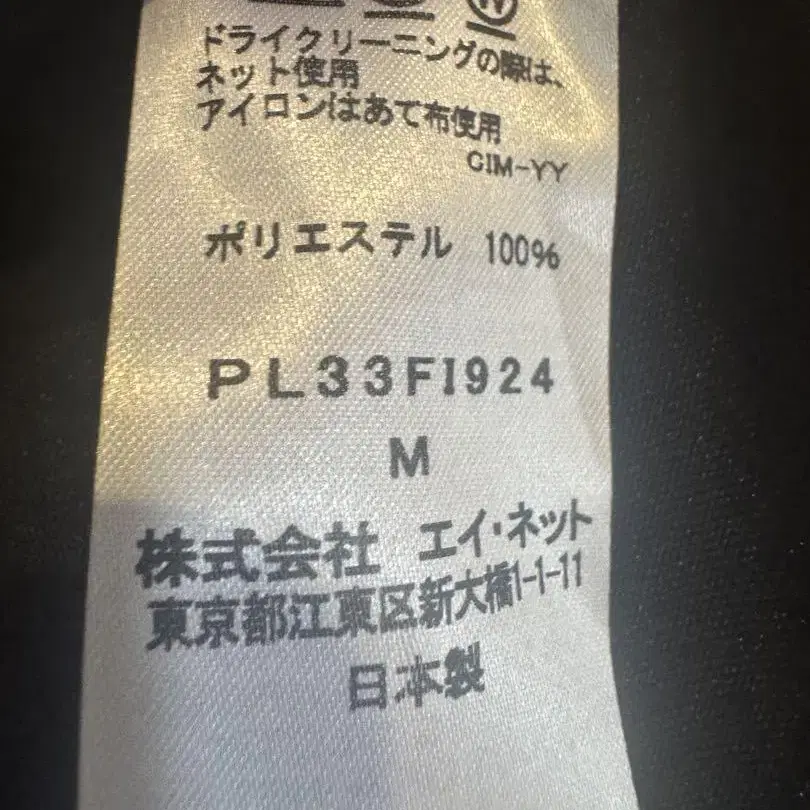 ドライクリーニングの際は、
ネット使用
アイロンはあて布使用
CIM-YY
ポリエステル 100%
PL33FI924
M
株式会社 エイ・ネット
東京都江東区新大橋1-1-11
日本製